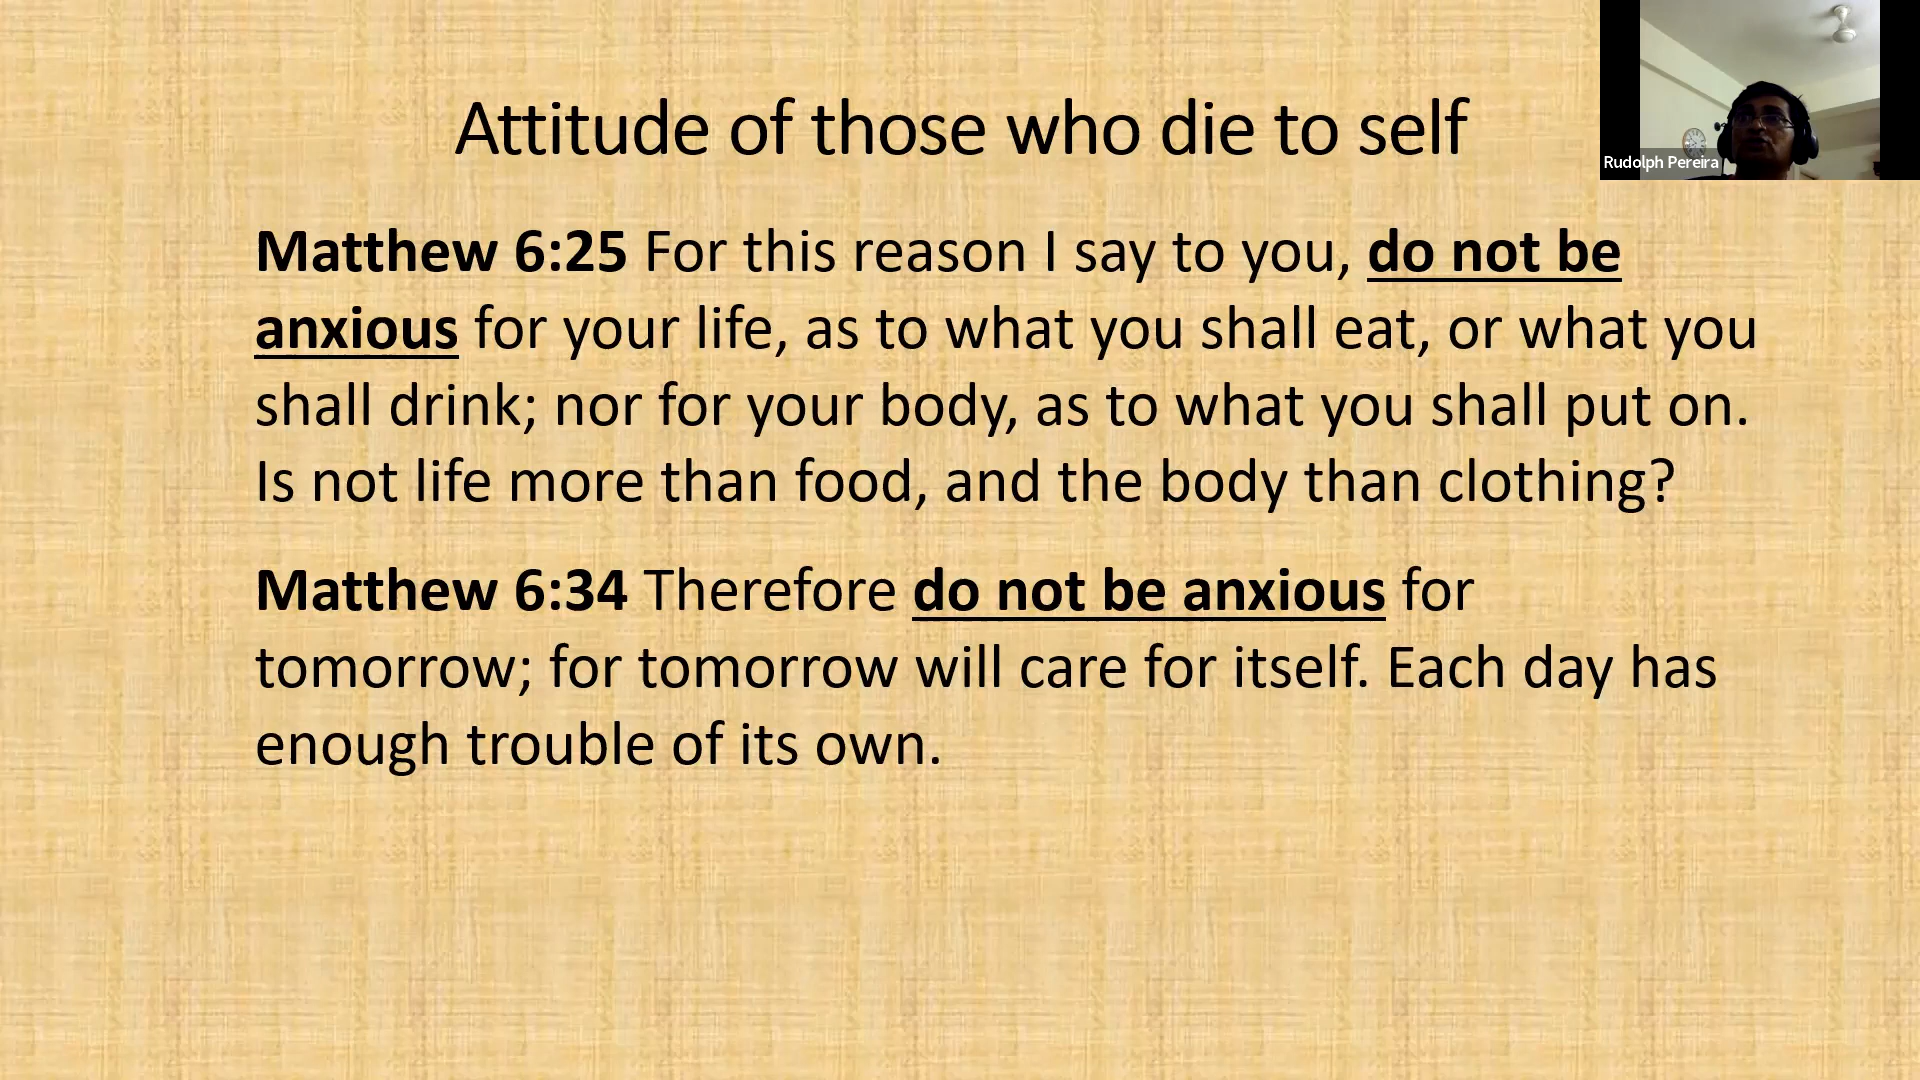 Attitude of those who die to self
Rudolph Pereira
Matthew 6:25 For this reason I say to you, do not be
anxious for your life, as to what you shall eat, or what you
shall drink; nor for your body, as to what you shall put on.
Is not life more than food, and the body than clothing?
Matthew 6:34 Therefore do not be anxious for
tomorrow; for tomorrow will care for itself. Each day has
enough trouble of its own.